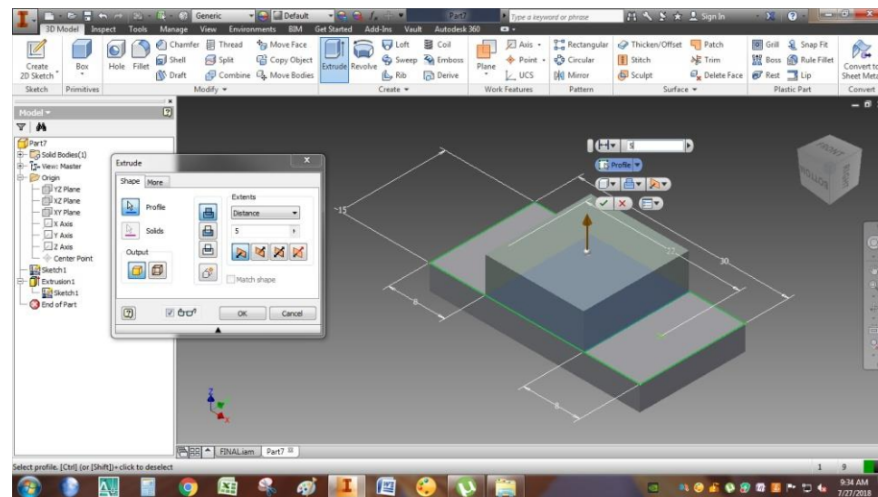 Generic Default Part7 Type a keyword or phrase Sign In
3D Model Inspect Tools Manage View Environments BIM Get Started Add-Ins Vault Autodesk 360
Chamfer Thread Move Face Loft Coil Axis Rectangular Thicken/Offset Patch Grill Snap Fit
Create 2D Sketch Box Hole Fillet Shell Split Copy Object Extrude Revolve Sweep Emboss Plane Point Circular Stitch Trim Boss Rule Fillet Convert to Sheet Meta
Draft Combine Move Bodies Rib Derive UCS Mirror Sculpt Delete Face Rest Lip
Sketch Primitives Modify Create Work Features Pattern Surface Plastic Part Convert
Model
Part7
Solid Bodies(1)
View: Master
Origin
YZ Plane
XZ Plane
XY Plane
X Axis
Y Axis
Z Axis
Center Point
Sketch1
Extrusion1
Sketch1
End of Part
Extrude
Shape More
Profile
Solids
Output
Extents
Distance
5
Match shape
OK Cancel
5
Profile
FRONT
BOTTOM
15
30
8
8
Z
X
FINAL.iam Part7
Select profile, [Ctrl] (or [Shift])+click to deselect
1 9
9:34 AM
7/27/2018